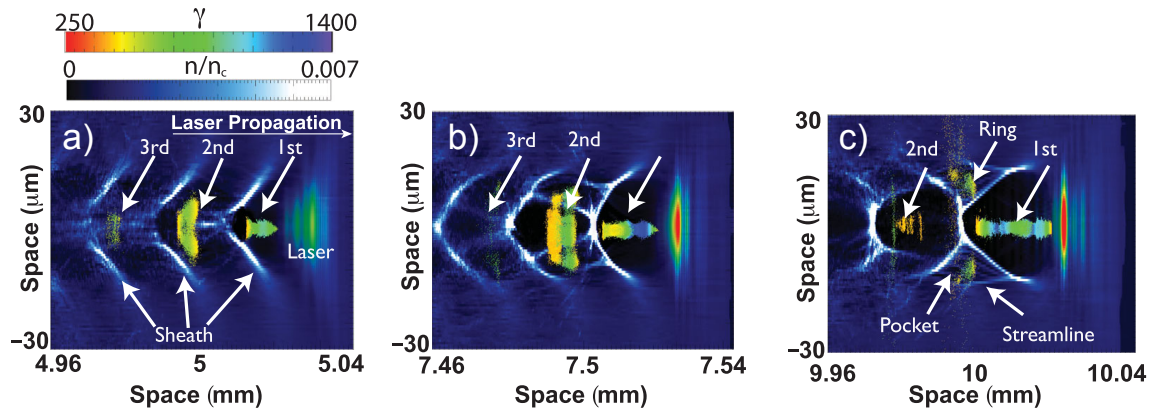 γ
250 1400
n/n_c
0 0.007
30 30 30
a) Laser Propagation b) c) Ring
3rd 2nd 1st 3rd 2nd 2nd 1st
Space (μm) Space (μm) Space (μm)
Laser
Sheath Pocket Streamline
−30 −30 −30
4.96 5 5.04 7.46 7.5 7.54 9.96 10 10.04
Space (mm) Space (mm) Space (mm)